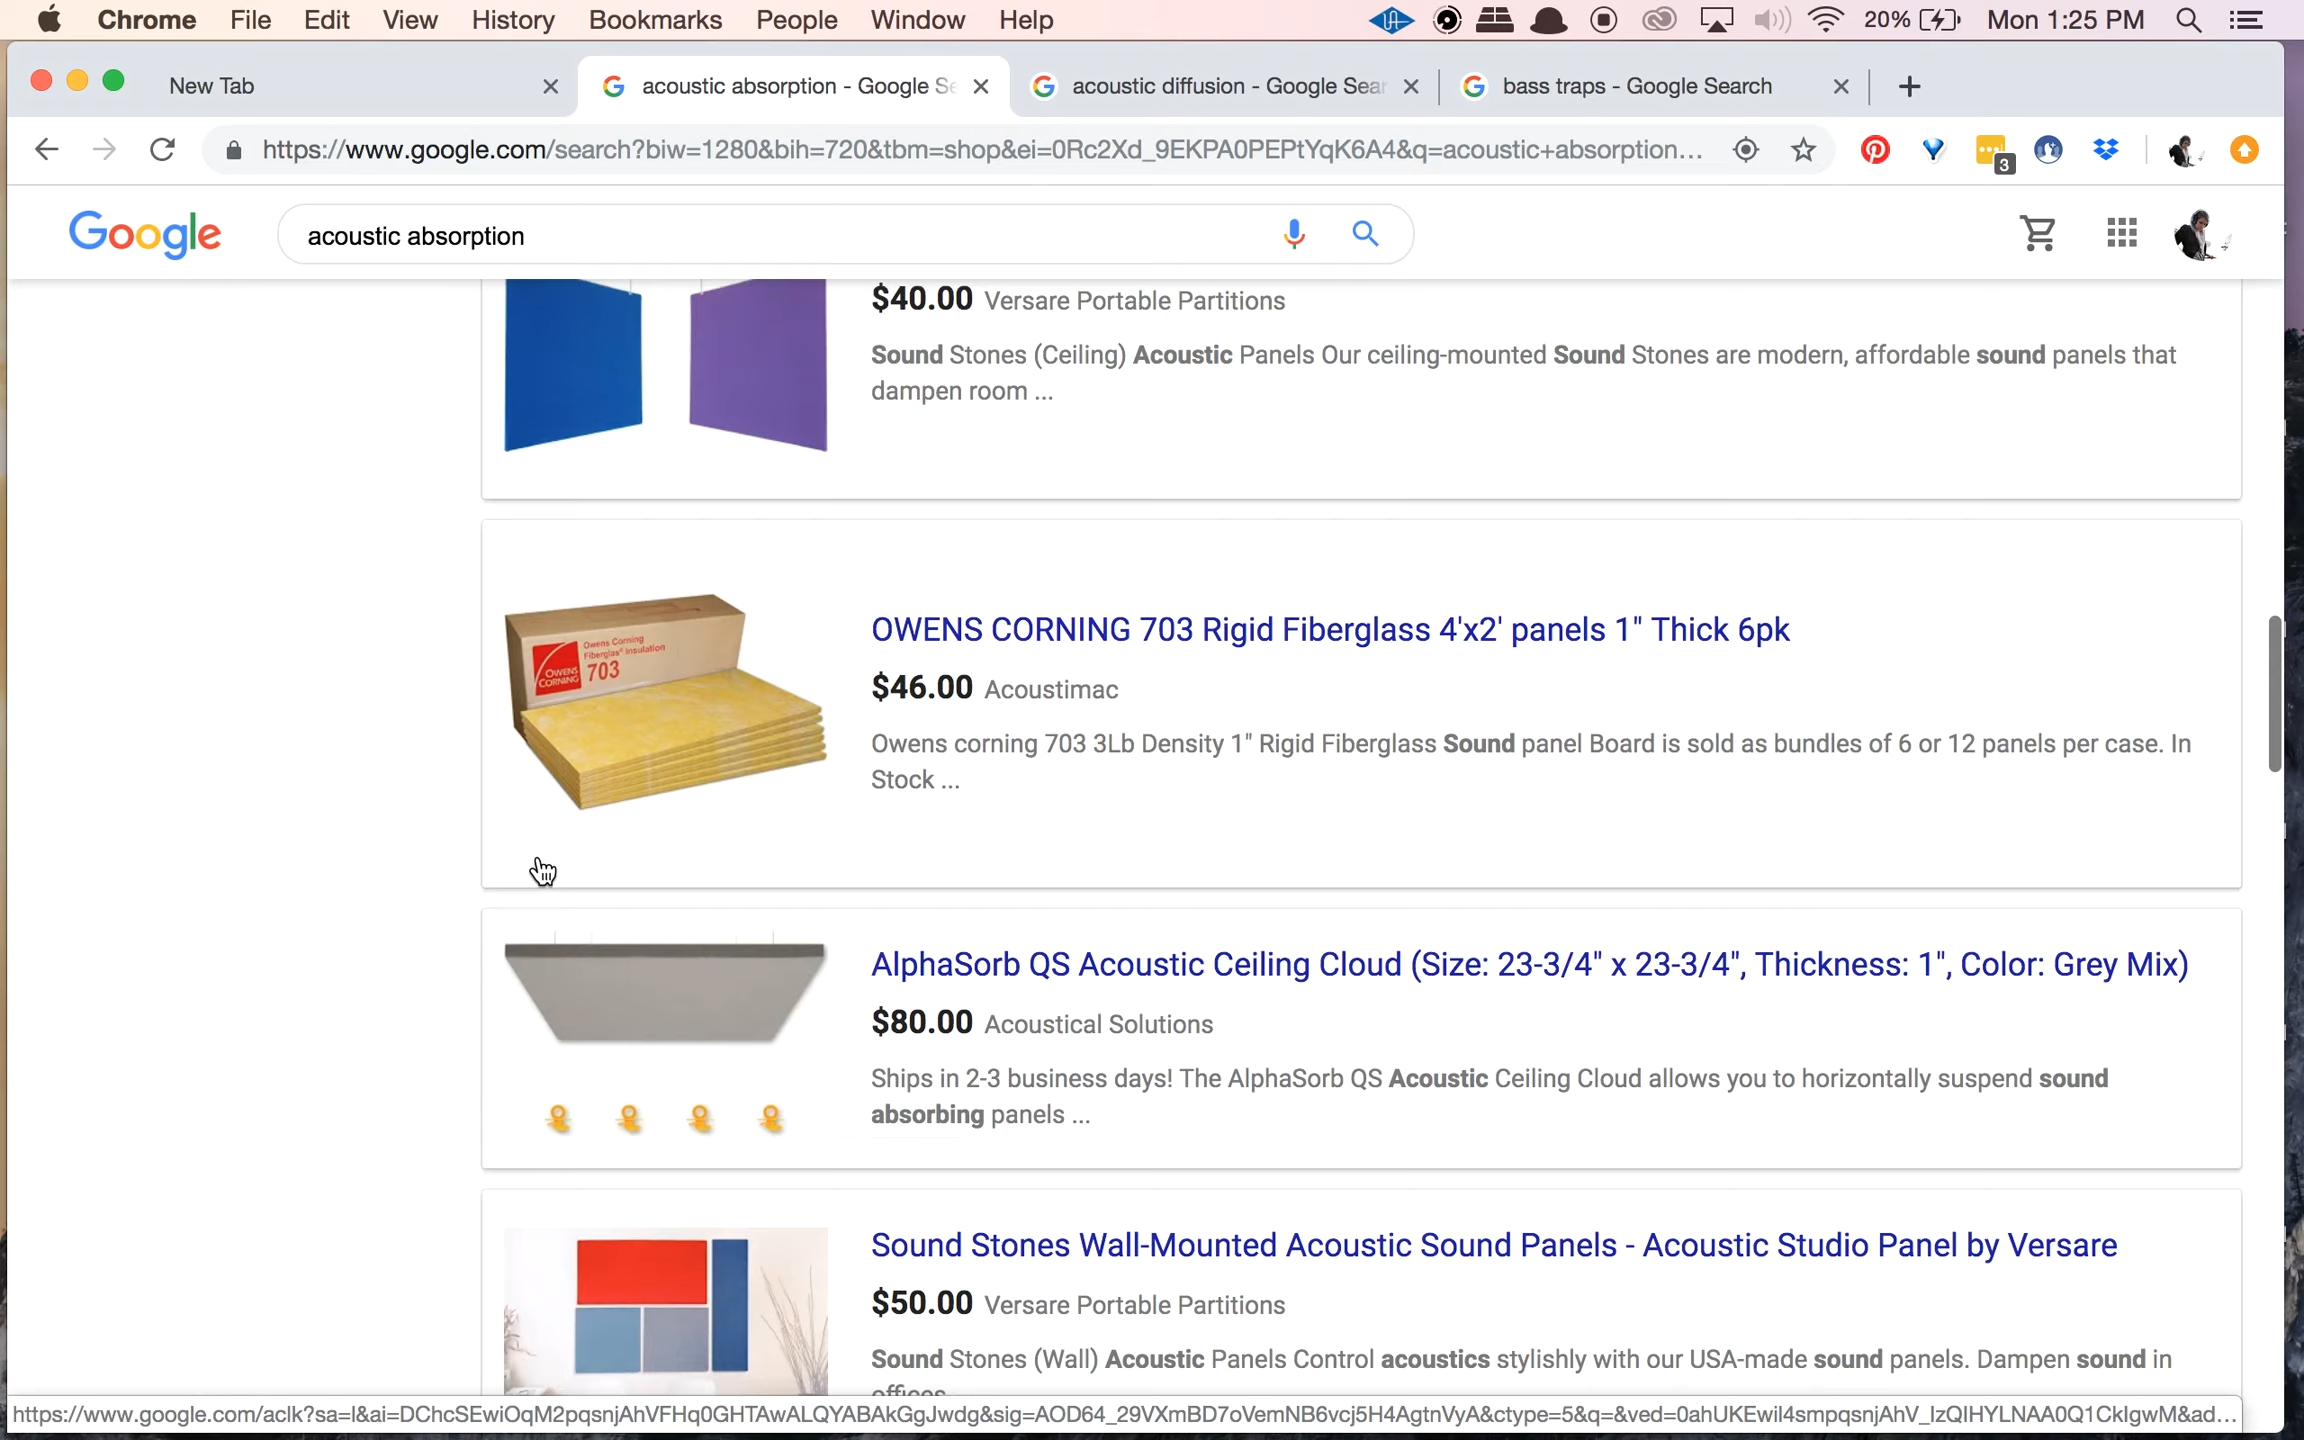 Chrome File Edit View History Bookmarks People Window Help 20% Mon 1:25 PM
New Tab acoustic absorption - Google Se acoustic diffusion - Google Sear bass traps - Google Search
https://www.google.com/search?biw=1280&bih=720&tbm=shop&ei=0Rc2Xd_9EKPA0PEPtYqK6A4&q=acoustic+absorption... 3
Google acoustic absorption
$40.00 Versare Portable Partitions
Sound Stones (Ceiling) Acoustic Panels Our ceiling-mounted Sound Stones are modern, affordable sound panels that
dampen room ...
Owens Corning
Fiberglas Insulation
703
OWENS CORNING
OWENS CORNING 703 Rigid Fiberglass 4'x2' panels 1" Thick 6pk
$46.00 Acoustimac
Owens corning 703 3Lb Density 1" Rigid Fiberglass Sound panel Board is sold as bundles of 6 or 12 panels per case. In
Stock ...
AlphaSorb QS Acoustic Ceiling Cloud (Size: 23-3/4" x 23-3/4", Thickness: 1", Color: Grey Mix)
$80.00 Acoustical Solutions
Ships in 2-3 business days! The AlphaSorb QS Acoustic Ceiling Cloud allows you to horizontally suspend sound
absorbing panels ...
Sound Stones Wall-Mounted Acoustic Sound Panels - Acoustic Studio Panel by Versare
$50.00 Versare Portable Partitions
Sound Stones (Wall) Acoustic Panels Control acoustics stylishly with our USA-made sound panels. Dampen sound in
https://www.google.com/aclk?sa=l&ai=DChcSEwiOqM2pqsnjAhVFHq0GHTAwALQYABAkGgJwdg&sig=AOD64_29VXmBD7oVemNB6vcj5H4AgtnVyA&ctype=5&q=&ved=0ahUKEwil4smpqsnjAhV_IzQIHYLNAA0Q1CkIgwM&ad...